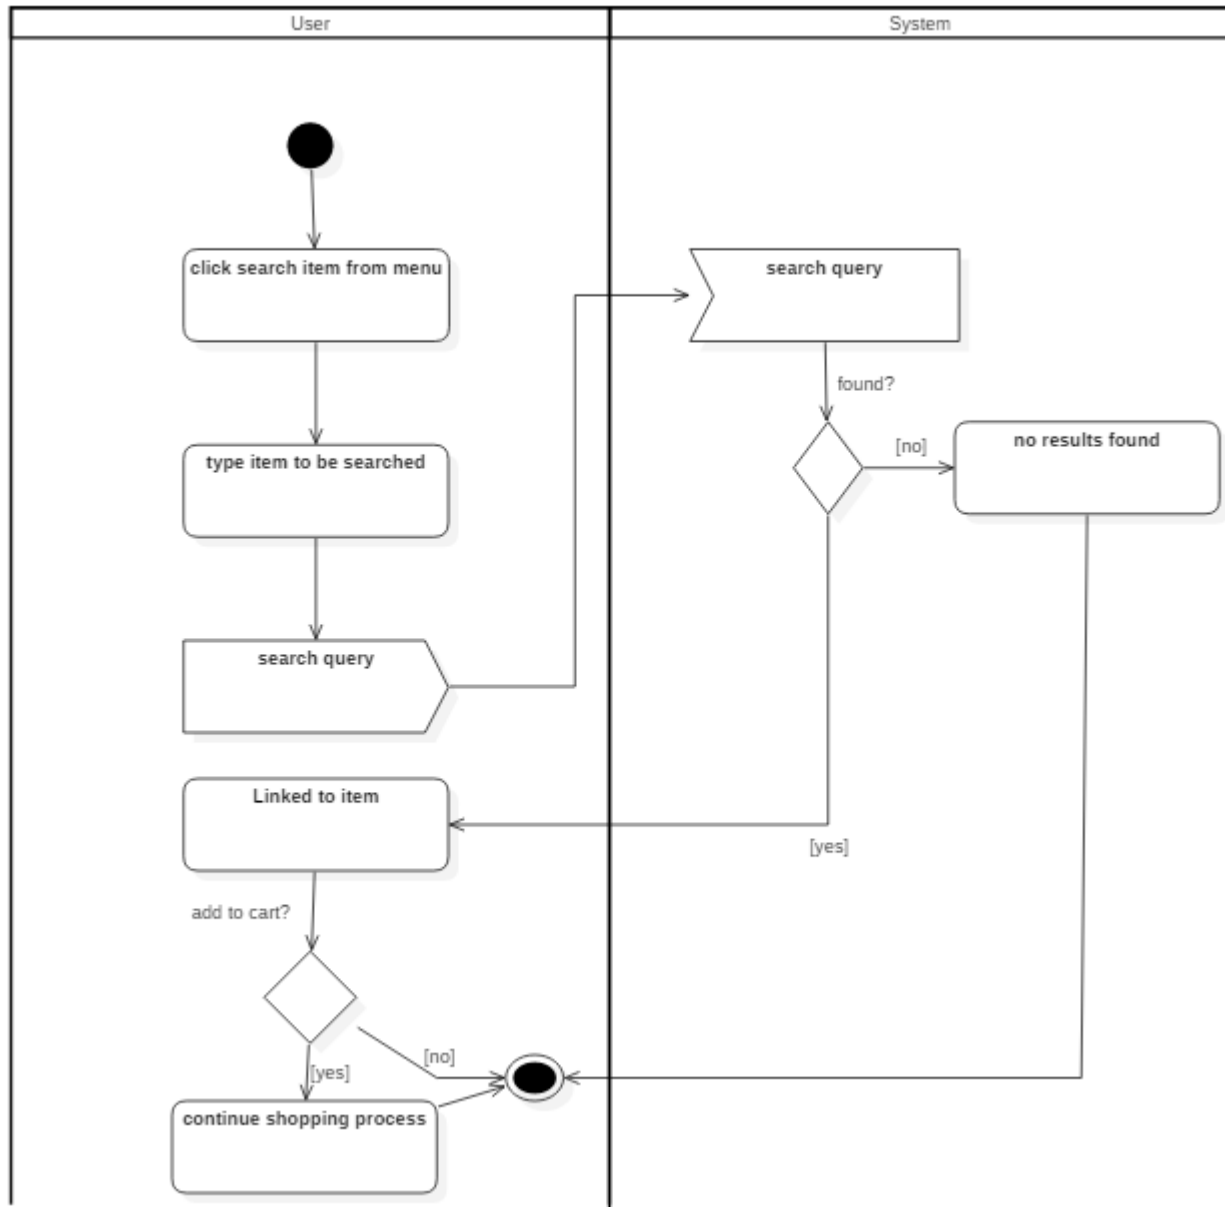 User
System
click search item from menu
search query
found?
type item to be searched
[no]
no results found
search query
Linked to item
[yes]
add to cart?
[no]
[yes]
continue shopping process